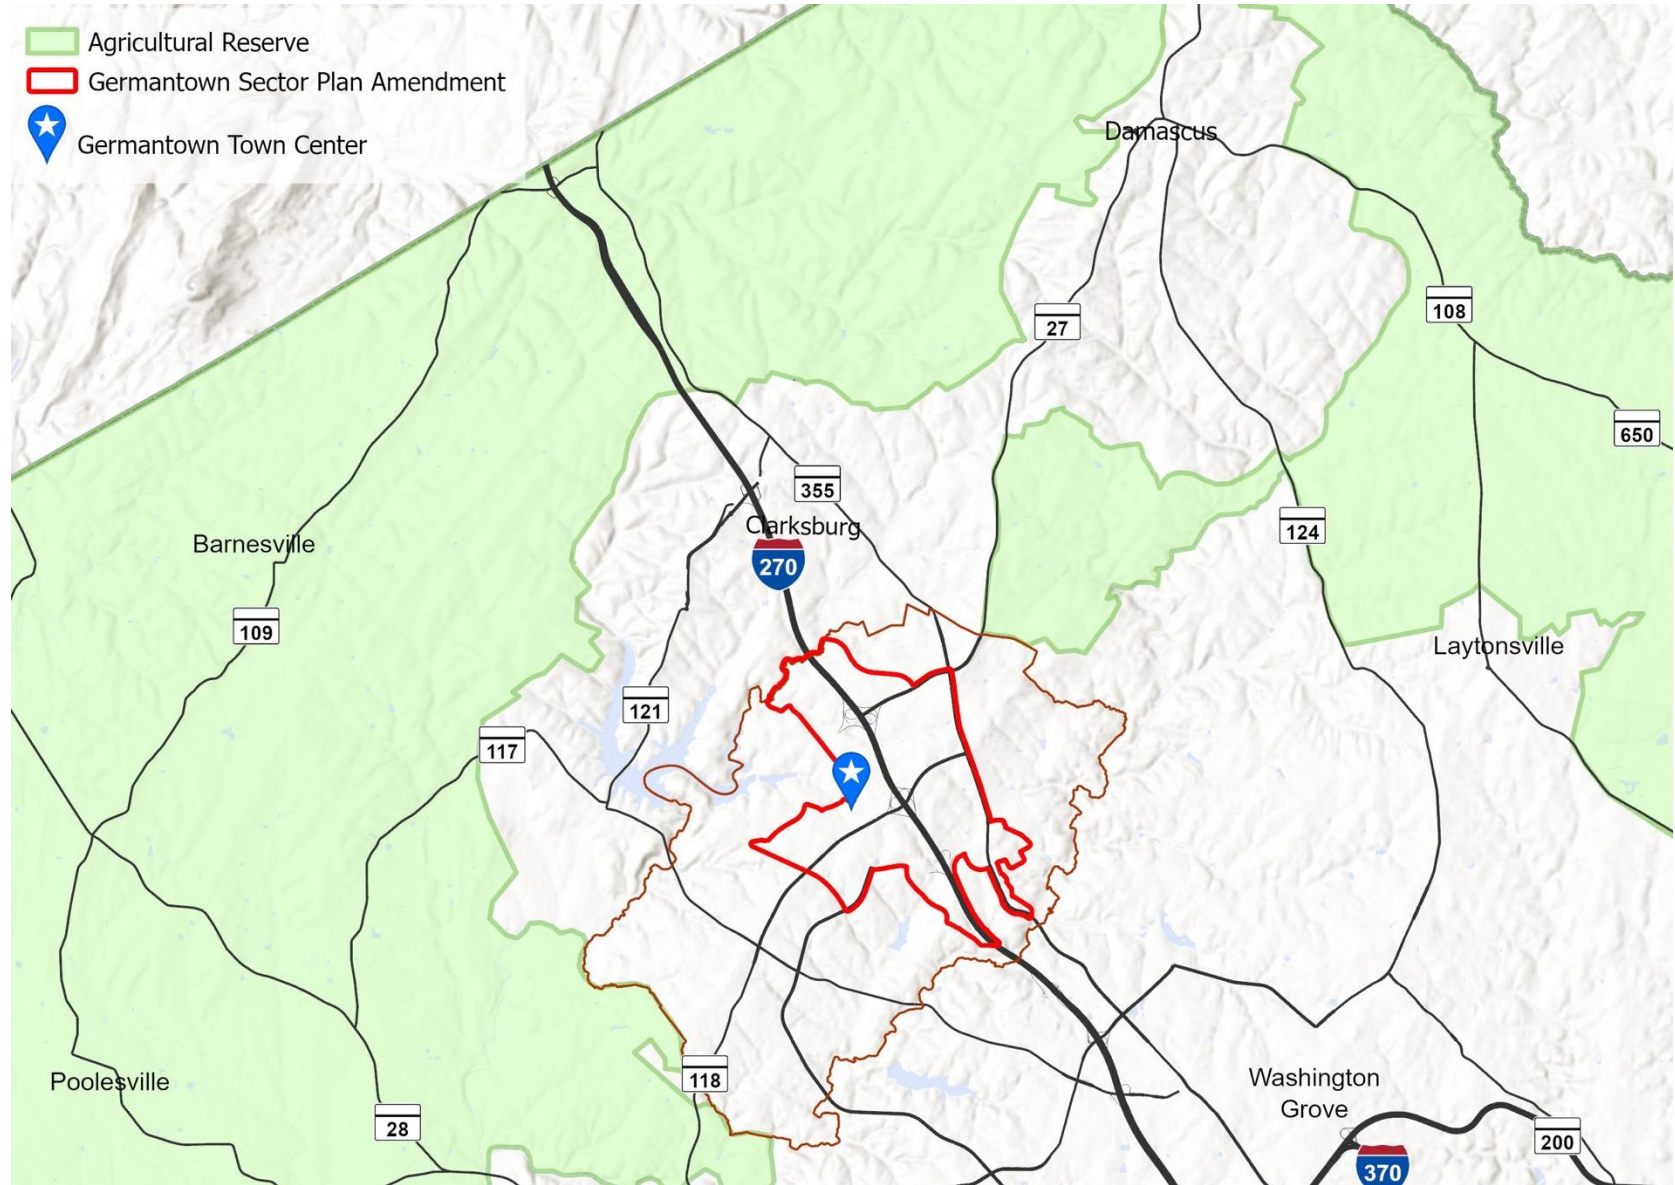 Agricultural Reserve
Germantown Sector Plan Amendment
Germantown Town Center
Damascus
108
27
650
355
Clarksburg
124
Barnesville
270
109
Laytonsville
121
117
118
Poolesville
Washington
Grove
28
200
370